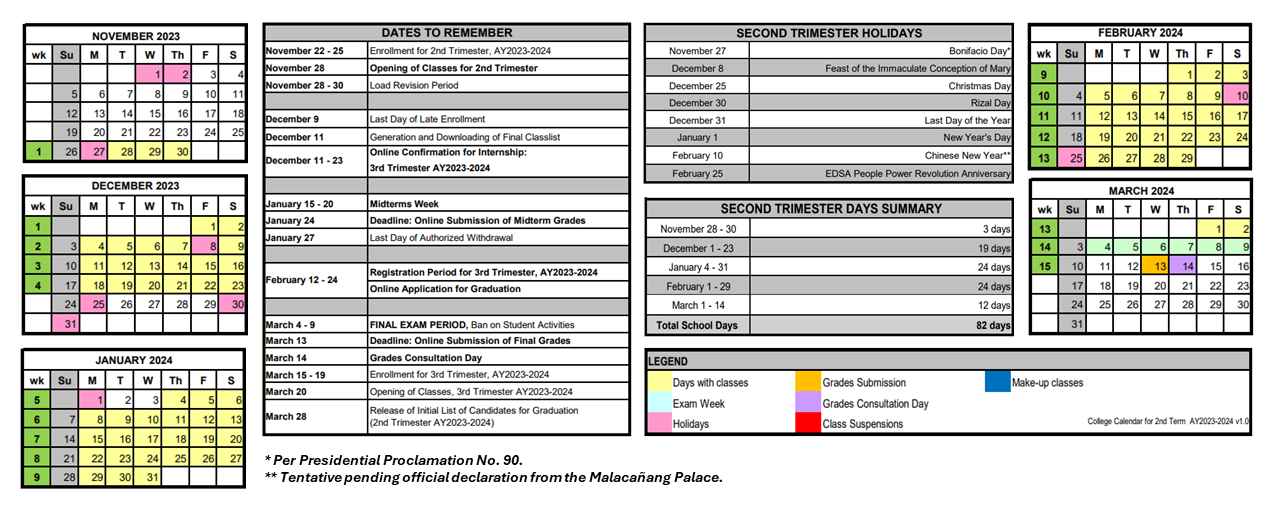 NOVEMBER 2023
wk Su M T W Th F S
1 2 3 4
5 6 7 8 9 10 11
12 13 14 15 16 17 18
19 20 21 22 23 24 25
1 26 27 28 29 30
DECEMBER 2023
wk Su M T W Th F S
1 1 2
2 3 4 5 6 7 8 9
3 10 11 12 13 14 15 16
4 17 18 19 20 21 22 23
24 25 26 27 28 29 30
31
JANUARY 2024
wk Su M T W Th F S
5 1 2 3 4 5 6
6 7 8 9 10 11 12 13
7 14 15 16 17 18 19 20
8 21 22 23 24 25 26 27
9 28 29 30 31
DATES TO REMEMBER
November 22 - 25 Enrollment for 2nd Trimester, AY2023-2024
November 28 Opening of Classes for 2nd Trimester
November 28 - 30 Load Revision Period
December 9 Last Day of Late Enrollment
December 11 Generation and Downloading of Final Classlist
December 11 - 23 Online Confirmation for Internship:
3rd Trimester AY2023-2024
January 15 - 20 Midterms Week
January 24 Deadline: Online Submission of Midterm Grades
January 27 Last Day of Authorized Withdrawal
February 12 - 24 Registration Period for 3rd Trimester, AY2023-2024
Online Application for Graduation
March 4 - 9 FINAL EXAM PERIOD, Ban on Student Activities
March 13 Deadline: Online Submission of Final Grades
March 14 Grades Consultation Day
March 15 - 19 Enrollment for 3rd Trimester, AY2023-2024
March 20 Opening of Classes, 3rd Trimester AY2023-2024
March 28 Release of Initial List of Candidates for Graduation
(2nd Trimester AY2023-2024)
* Per Presidential Proclamation No. 90.
** Tentative pending official declaration from the Malacañang Palace.
SECOND TRIMESTER HOLIDAYS
November 27 Bonifacio Day*
December 8 Feast of the Immaculate Conception of Mary
December 25 Christmas Day
December 30 Rizal Day
December 31 Last Day of the Year
January 1 New Year's Day
February 10 Chinese New Year**
February 25 EDSA People Power Revolution Anniversary
SECOND TRIMESTER DAYS SUMMARY
November 28 - 30 3 days
December 1 - 23 19 days
January 4 - 31 24 days
February 1 - 29 24 days
March 1 - 14 12 days
Total School Days 82 days
FEBRUARY 2024
wk Su M T W Th F S
9 1 2 3
10 4 5 6 7 8 9 10
11 11 12 13 14 15 16 17
12 18 19 20 21 22 23 24
13 25 26 27 28 29
MARCH 2024
wk Su M T W Th F S
13 1 2
14 3 4 5 6 7 8 9
15 10 11 12 13 14 15 16
17 18 19 20 21 22 23
24 25 26 27 28 29 30
31
LEGEND
Days with classes Grades Submission Make-up classes
Exam Week Grades Consultation Day
Holidays Class Suspensions
College Calendar for 2nd Term AY2023-2024 v1.0